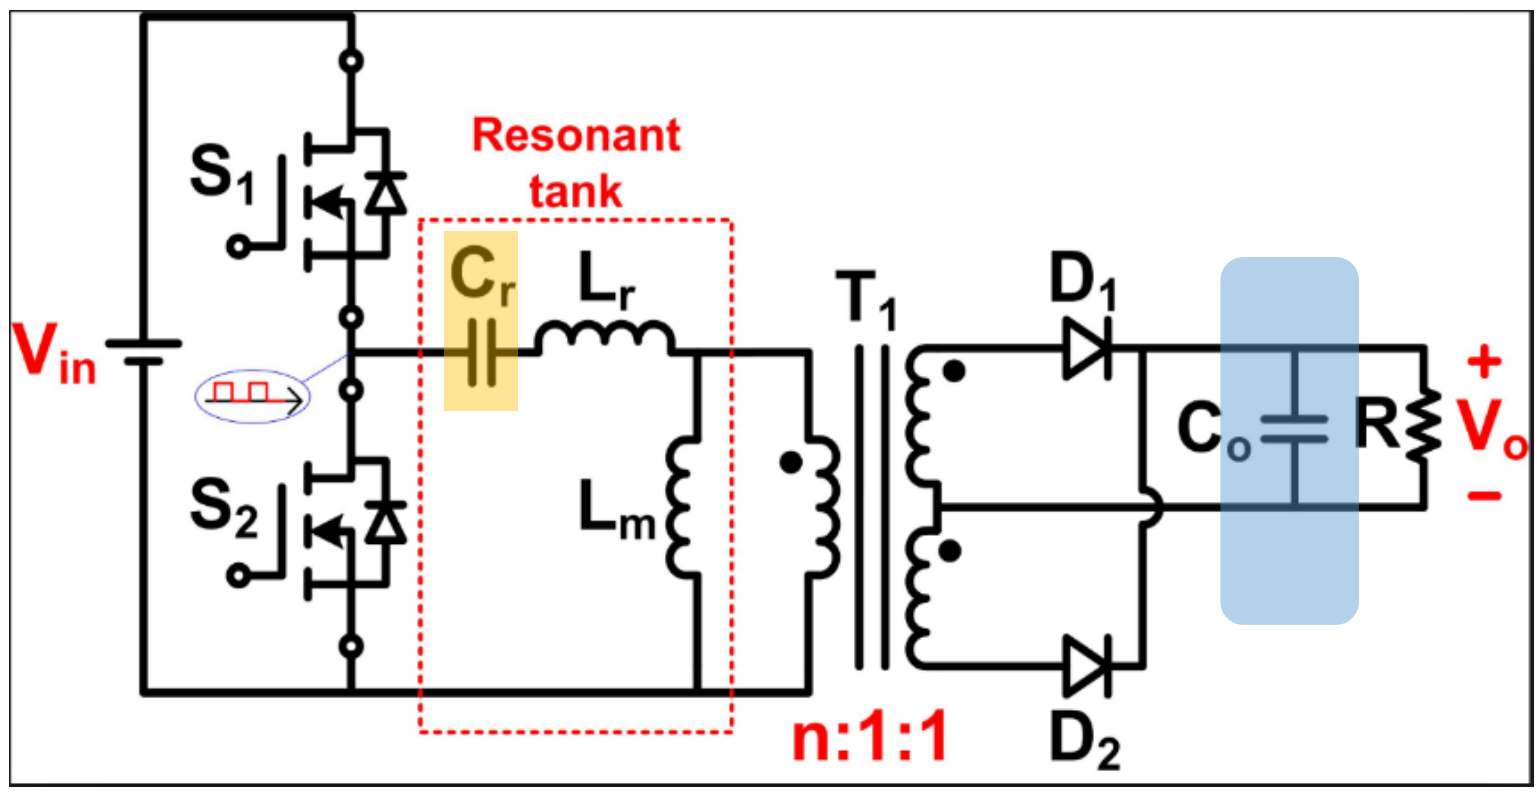 Resonant
tank
S1
Cr
Lr
T1
D1
Vin
+
Co
R
Vo
−
S2
Lm
n:1:1
D2